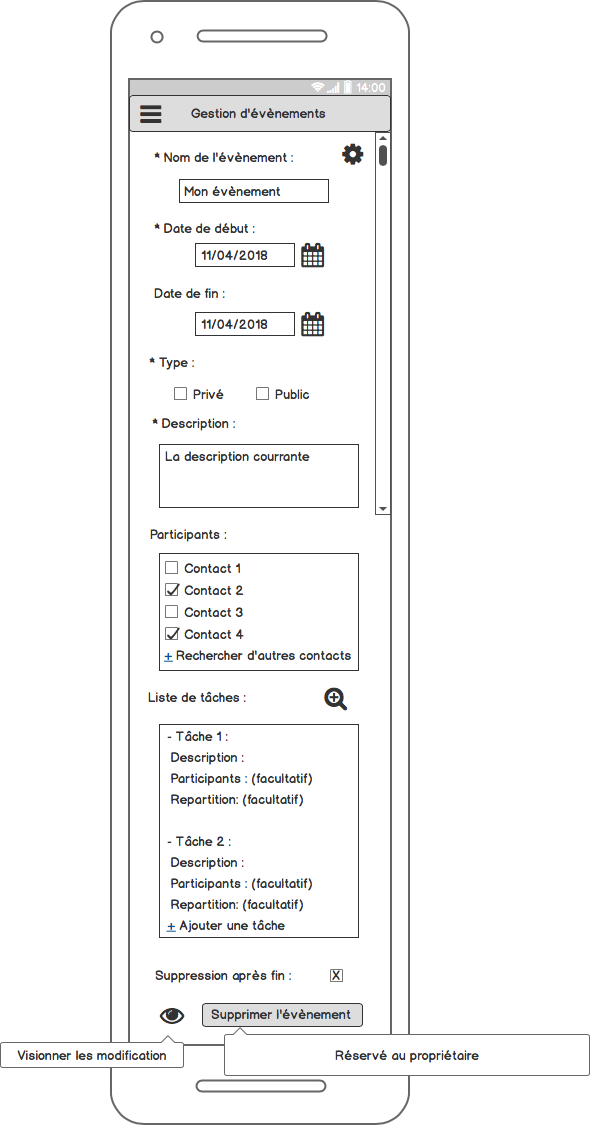 14:00
Gestion d'évènements
* Nom de l'évènement :
Mon évènement
* Date de début :
11/04/2018
Date de fin :
11/04/2018
* Type :
Privé Public
* Description :
La description courrante
Participants :
Contact 1
Contact 2
Contact 3
Contact 4
+ Rechercher d'autres contacts
Liste de tâches :
- Tâche 1 :
Description :
Participants : (facultatif)
Repartition: (facultatif)
- Tâche 2 :
Description :
Participants : (facultatif)
Repartition: (facultatif)
+ Ajouter une tâche
Suppression après fin : X
Supprimer l'évènement
Visionner les modification
Réservé au propriétaire